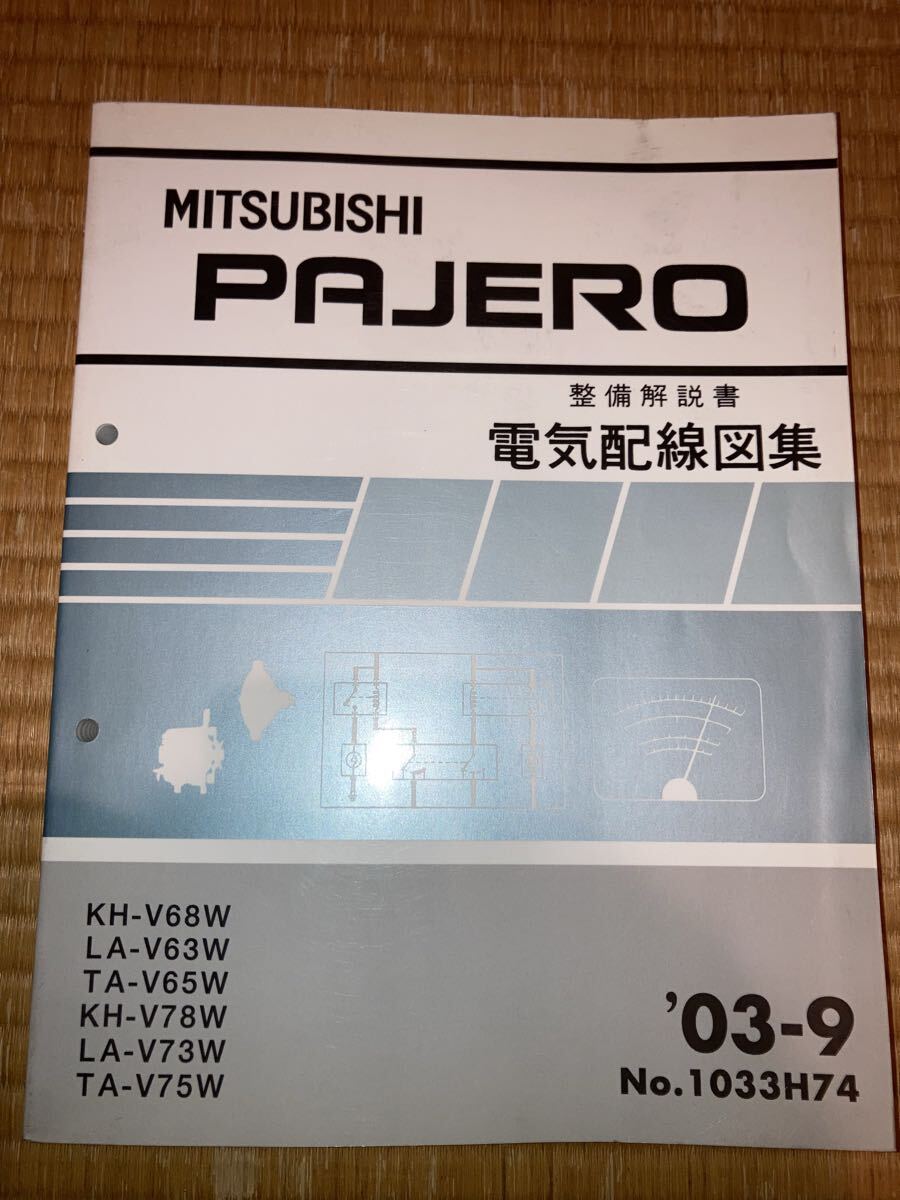 MITSUBISHI
PAJERO
整備解説書
電気配線図集
KH-V68W
LA-V63W
TA-V65W
KH-V78W
LA-V73W
TA-V75W
'03-9
No.1033H74